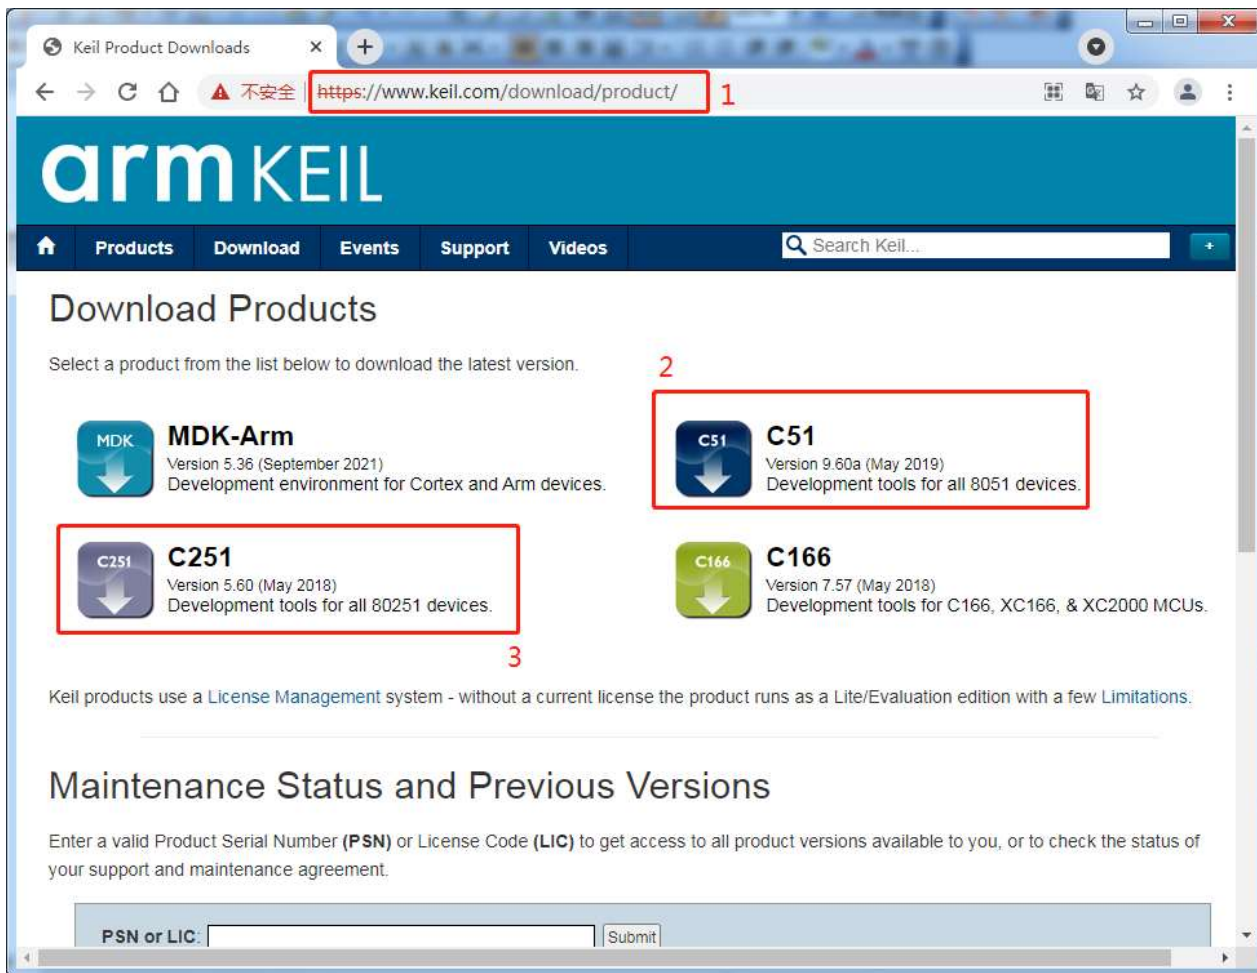 Keil Product Downloads
不安全
https://www.keil.com/download/product/
1
arm KEIL
Products Download Events Support Videos
Search Keil...
+
Download Products
Select a product from the list below to download the latest version.
2
MDK
MDK-Arm
Version 5.36 (September 2021)
Development environment for Cortex and Arm devices.
C51
C51
Version 9.60a (May 2019)
Development tools for all 8051 devices.
C251
C251
Version 5.60 (May 2018)
Development tools for all 80251 devices.
C166
C166
Version 7.57 (May 2018)
Development tools for C166, XC166, & XC2000 MCUs.
3
Keil products use a License Management system - without a current license the product runs as a Lite/Evaluation edition with a few Limitations.
Maintenance Status and Previous Versions
Enter a valid Product Serial Number (PSN) or License Code (LIC) to get access to all product versions available to you, or to check the status of
your support and maintenance agreement.
PSN or LIC:
Submit